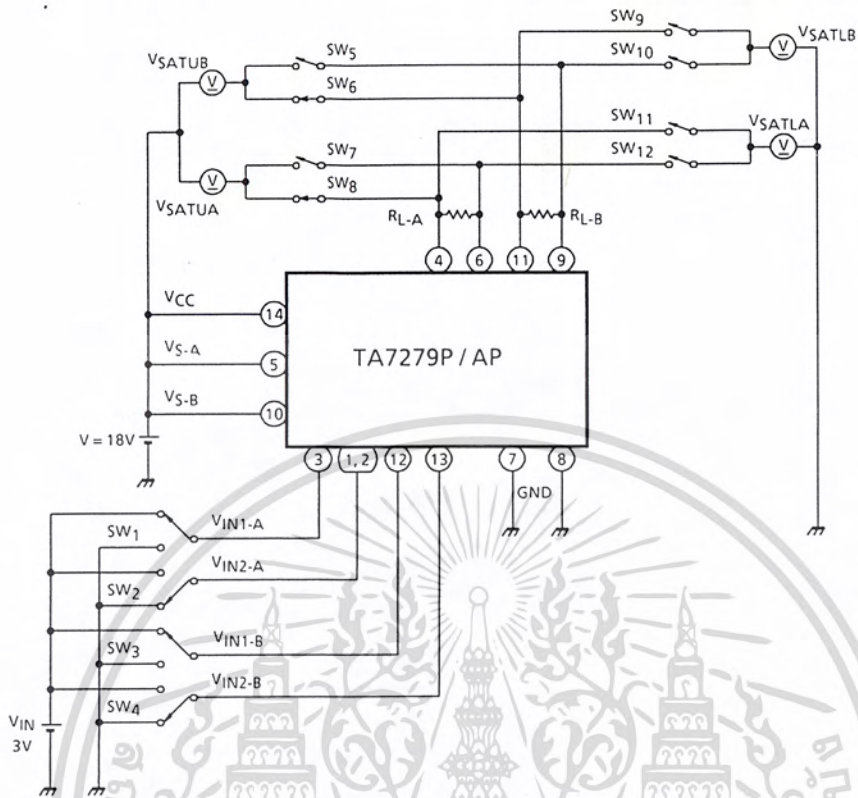 SW9
VSATLB
SW5
SW10
VSATUB
SW6
SW11
VSATLA
SW7
SW12
SW8
VSATUA
RL-A
RL-B
4
6
11
9
VCC
14
VS-A
5
TA7279P / AP
VS-B
10
V = 18V
3
1, 2
12
13
7
8
GND
VIN1-A
SW1
VIN2-A
SW2
VIN1-B
SW3
VIN2-B
SW4
VIN
3V
V
V
V
V